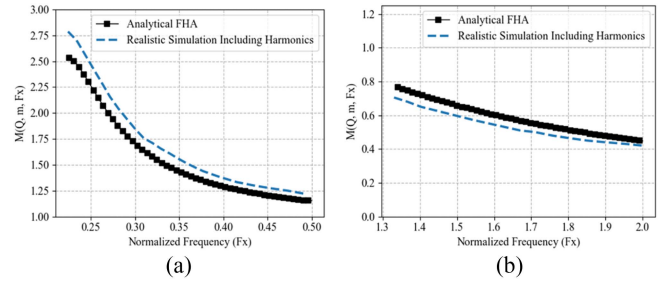 3.00
2.75
2.50
2.25
2.00
1.75
1.50
1.25
1.00
M(Q, m, Fx)
Analytical FHA
Realistic Simulation Including Harmonics
0.25 0.30 0.35 0.40 0.45 0.50
Normalized Frequency (Fx)
(a)
1.2
1.0
0.8
0.6
0.4
0.2
0.0
M(Q, m, Fx)
Analytical FHA
Realistic Simulation Including Harmonics
1.3 1.4 1.5 1.6 1.7 1.8 1.9 2.0
Normalized Frequency (Fx)
(b)